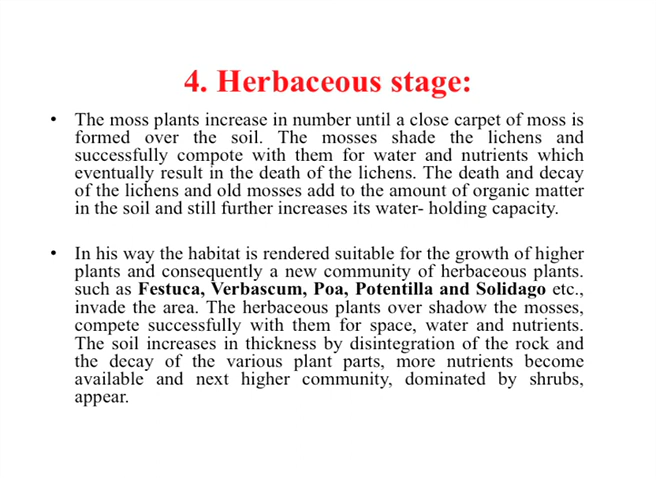 4. Herbaceous stage:
• The moss plants increase in number until a close carpet of moss is
formed over the soil. The mosses shade the lichens and
successfully compote with them for water and nutrients which
eventually result in the death of the lichens. The death and decay
of the lichens and old mosses add to the amount of organic matter
in the soil and still further increases its water- holding capacity.
• In his way the habitat is rendered suitable for the growth of higher
plants and consequently a new community of herbaceous plants.
such as Festuca, Verbascum, Poa, Potentilla and Solidago etc.,
invade the area. The herbaceous plants over shadow the mosses,
compete successfully with them for space, water and nutrients.
The soil increases in thickness by disintegration of the rock and
the decay of the various plant parts, more nutrients become
available and next higher community, dominated by shrubs,
appear.